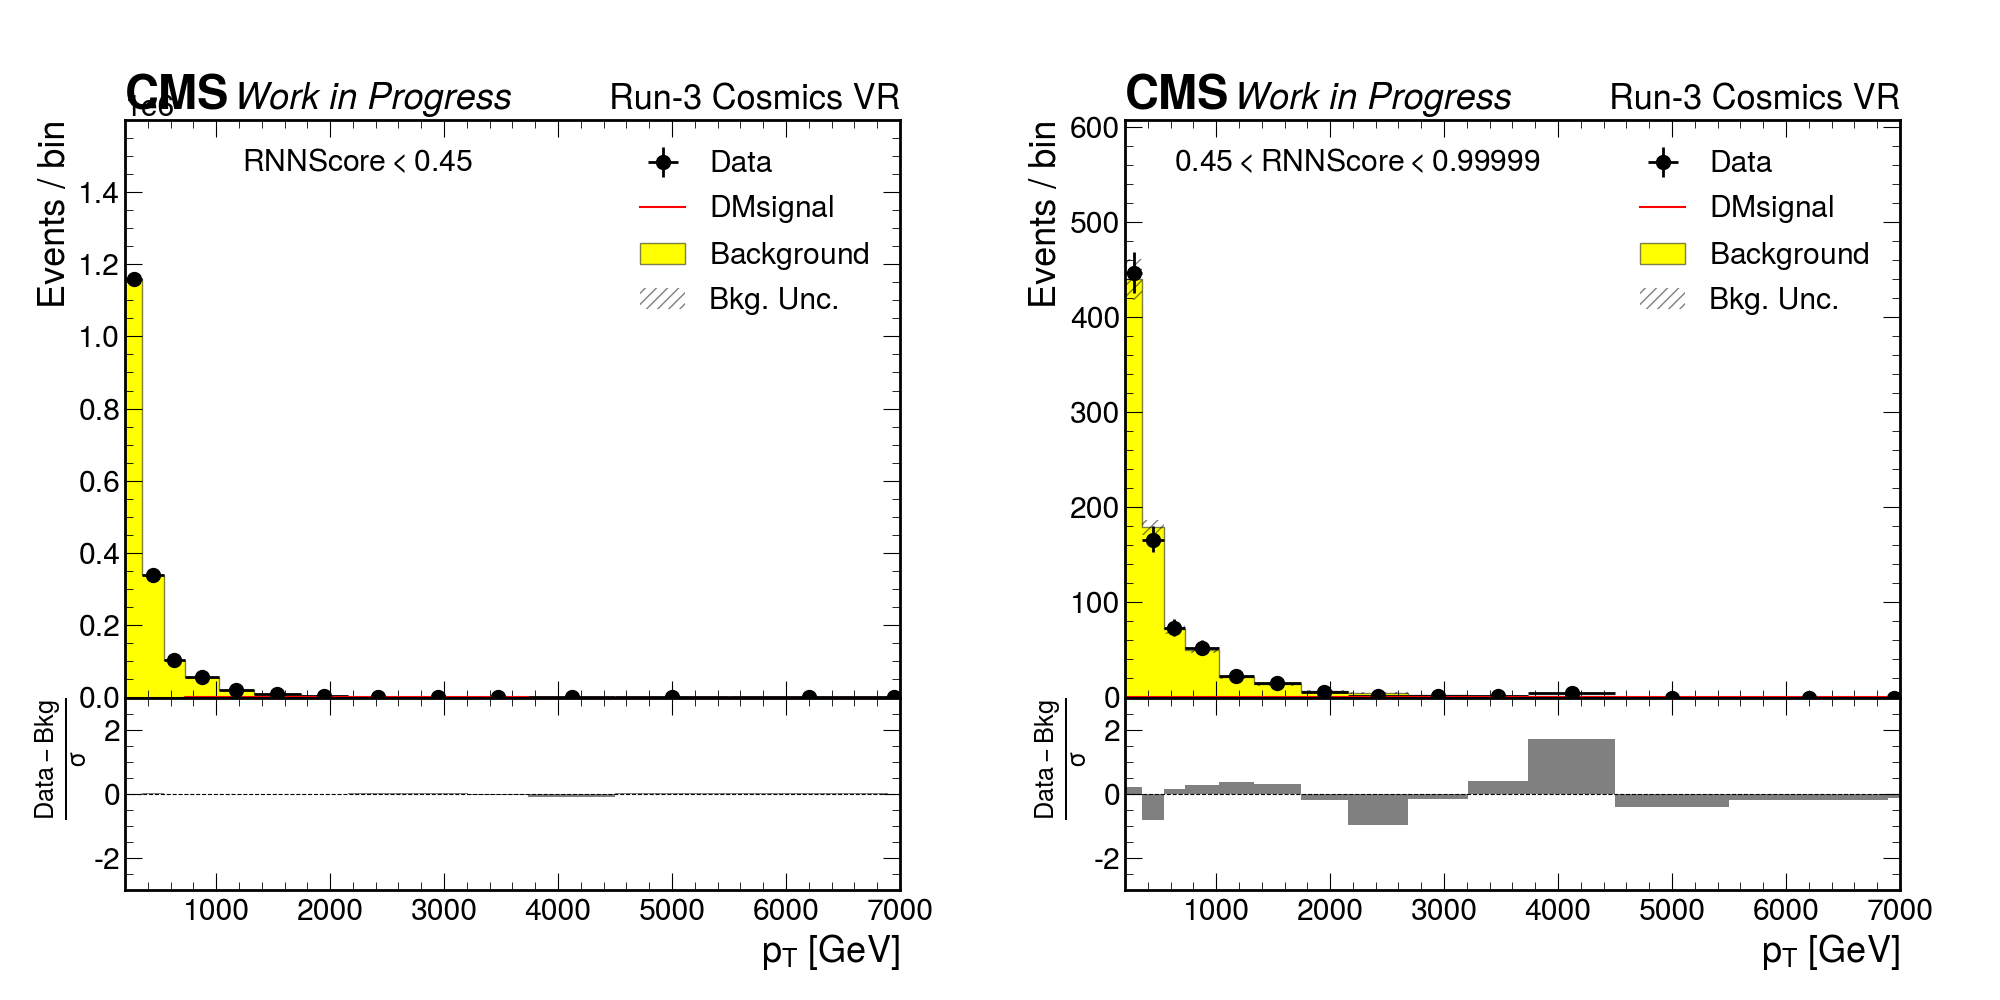 CMS Work in Progress Run-3 Cosmics VR
1e6
Events / bin
RNNScore < 0.45
Data
DMsignal
Background
Bkg. Unc.
1.4
1.2
1.0
0.8
0.6
0.4
0.2
0.0
Data – Bkg
σ
2
0
-2
1000 2000 3000 4000 5000 6000 7000
pT [GeV]
CMS Work in Progress Run-3 Cosmics VR
Events / bin
0.45 < RNNScore < 0.99999
Data
DMsignal
Background
Bkg. Unc.
600
500
400
300
200
100
0
Data – Bkg
σ
2
0
-2
1000 2000 3000 4000 5000 6000 7000
pT [GeV]